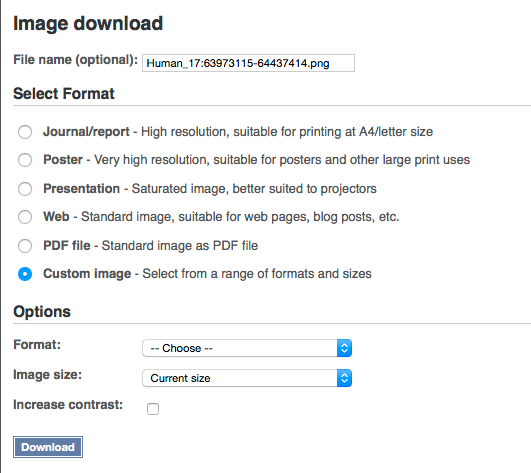 Image download
File name (optional): Human_17:63973115-64437414.png
Select Format
Journal/report - High resolution, suitable for printing at A4/letter size
Poster - Very high resolution, suitable for posters and other large print uses
Presentation - Saturated image, better suited to projectors
Web - Standard image, suitable for web pages, blog posts, etc.
PDF file - Standard image as PDF file
Custom image - Select from a range of formats and sizes
Options
Format: -- Choose --
Image size: Current size
Increase contrast:
Download